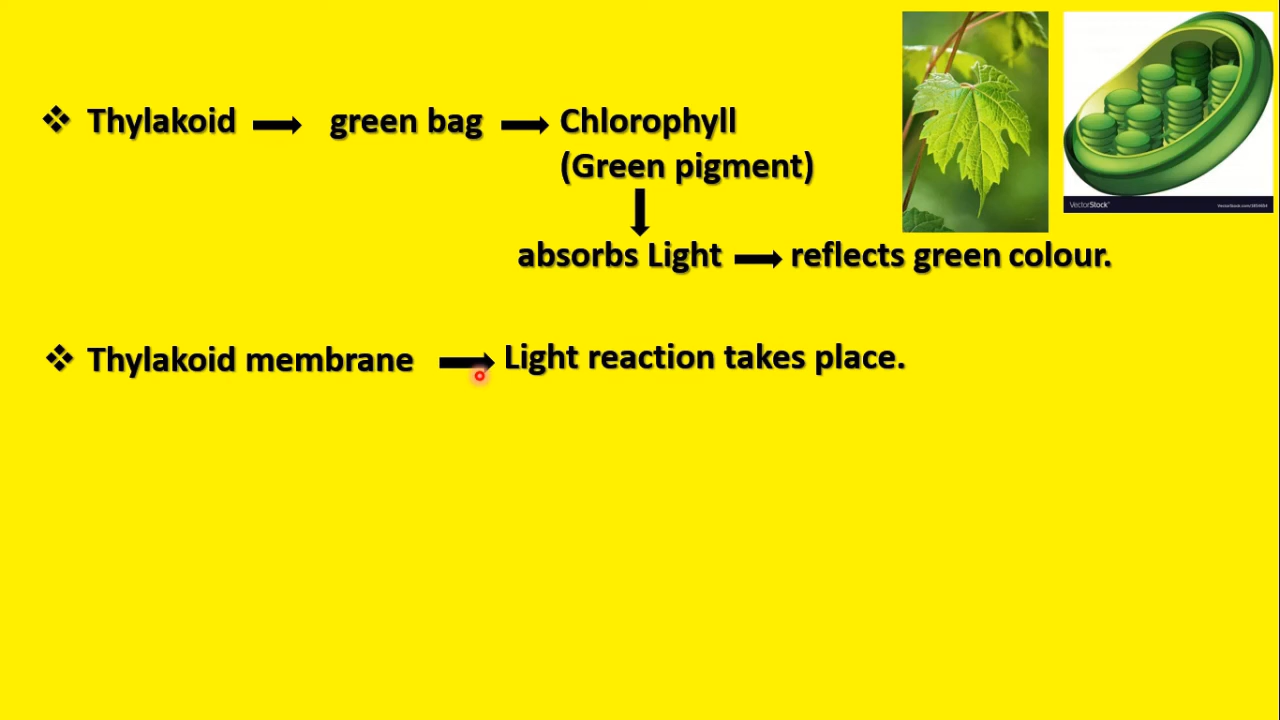 ❖ Thylakoid → green bag → Chlorophyll
(Green pigment)
absorbs Light → reflects green colour.
❖ Thylakoid membrane → Light reaction takes place.
VectorStock®